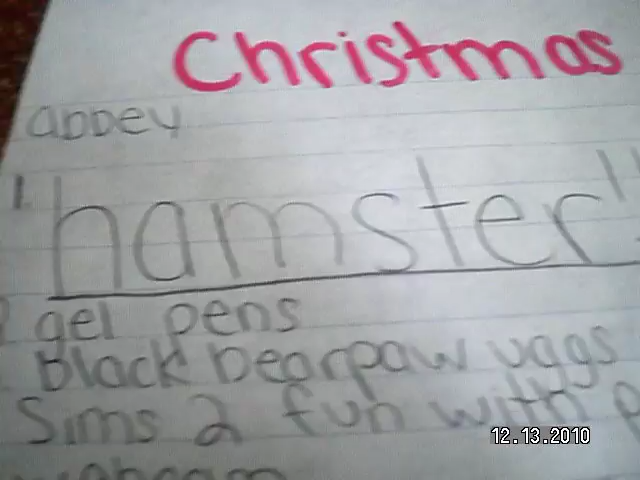 Christmas
abbey
"hamster"
gel pens
Black bearpaw uggs
Sims 2 fun with
12.13.2010